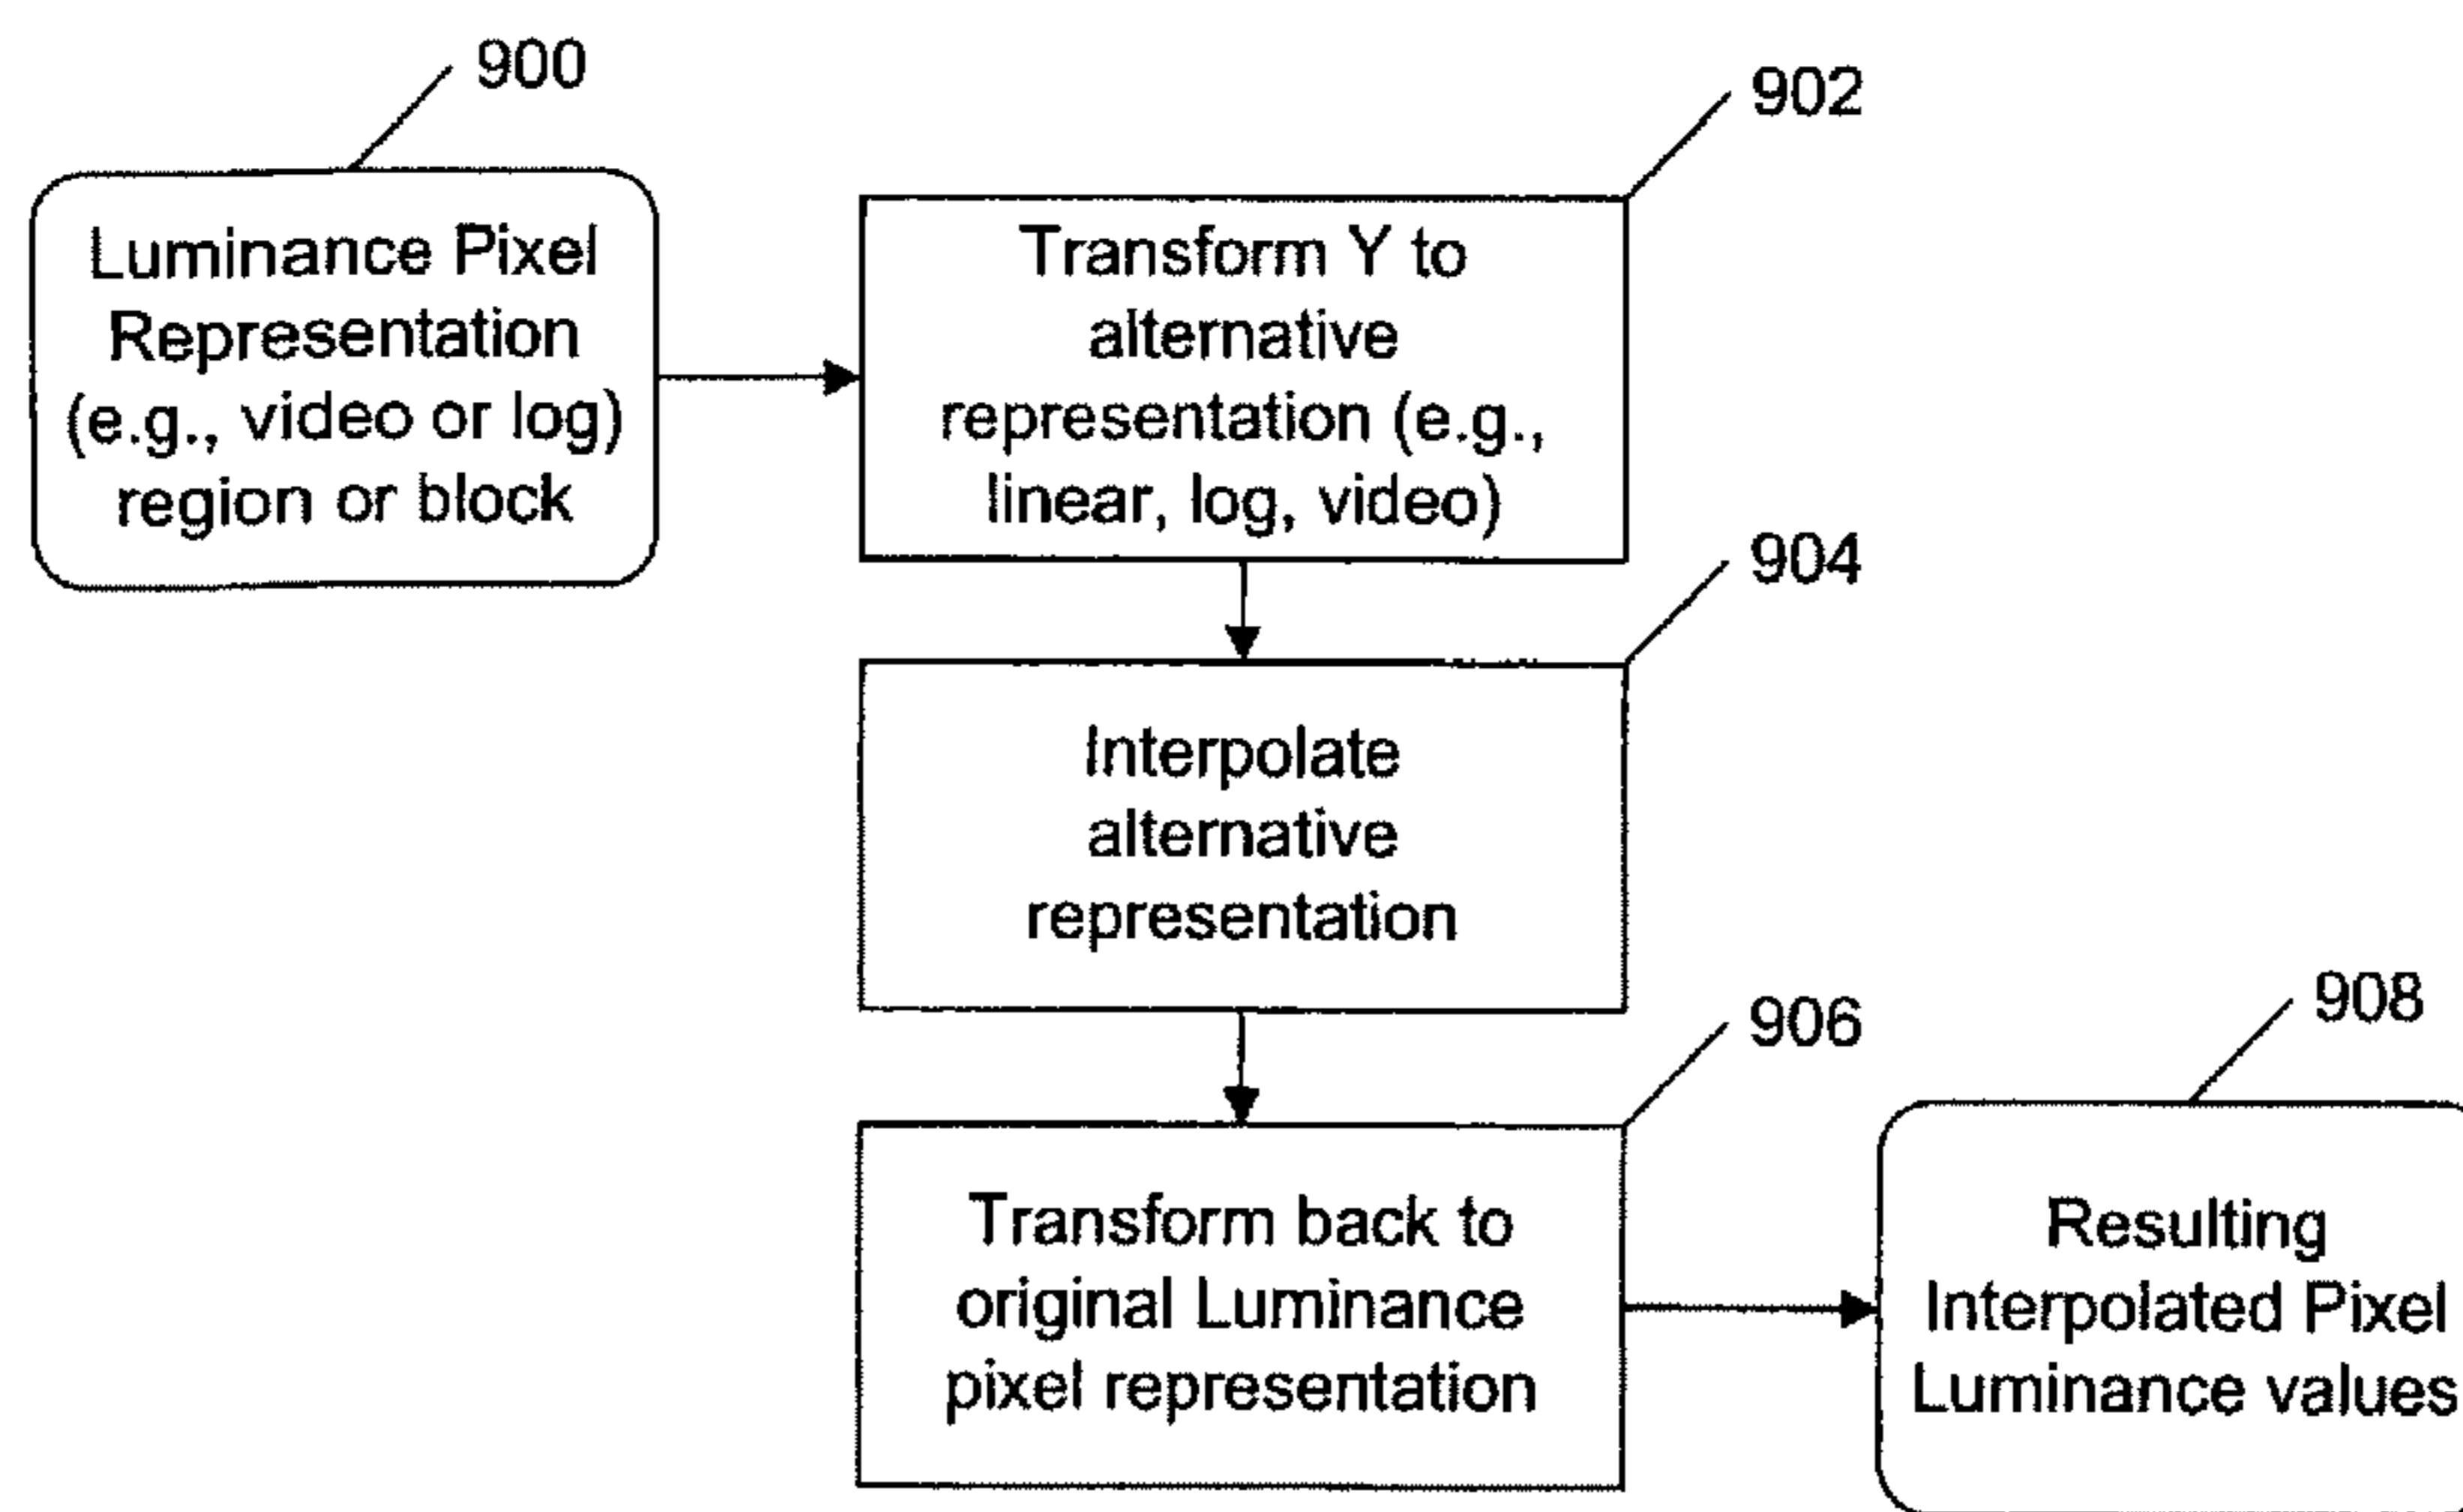 900
Luminance Pixel
Representation
(e.g., video or log)
region or block
902
Transform Y to
alternative
representation (e.g.,
linear, log, video)
904
Interpolate
alternative
representation
906
Transform back to
original Luminance
pixel representation
908
Resulting
Interpolated Pixel
Luminance values